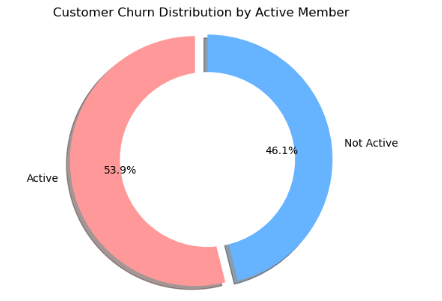 Customer Churn Distribution by Active Member
46.1%
Not Active
53.9%
Active